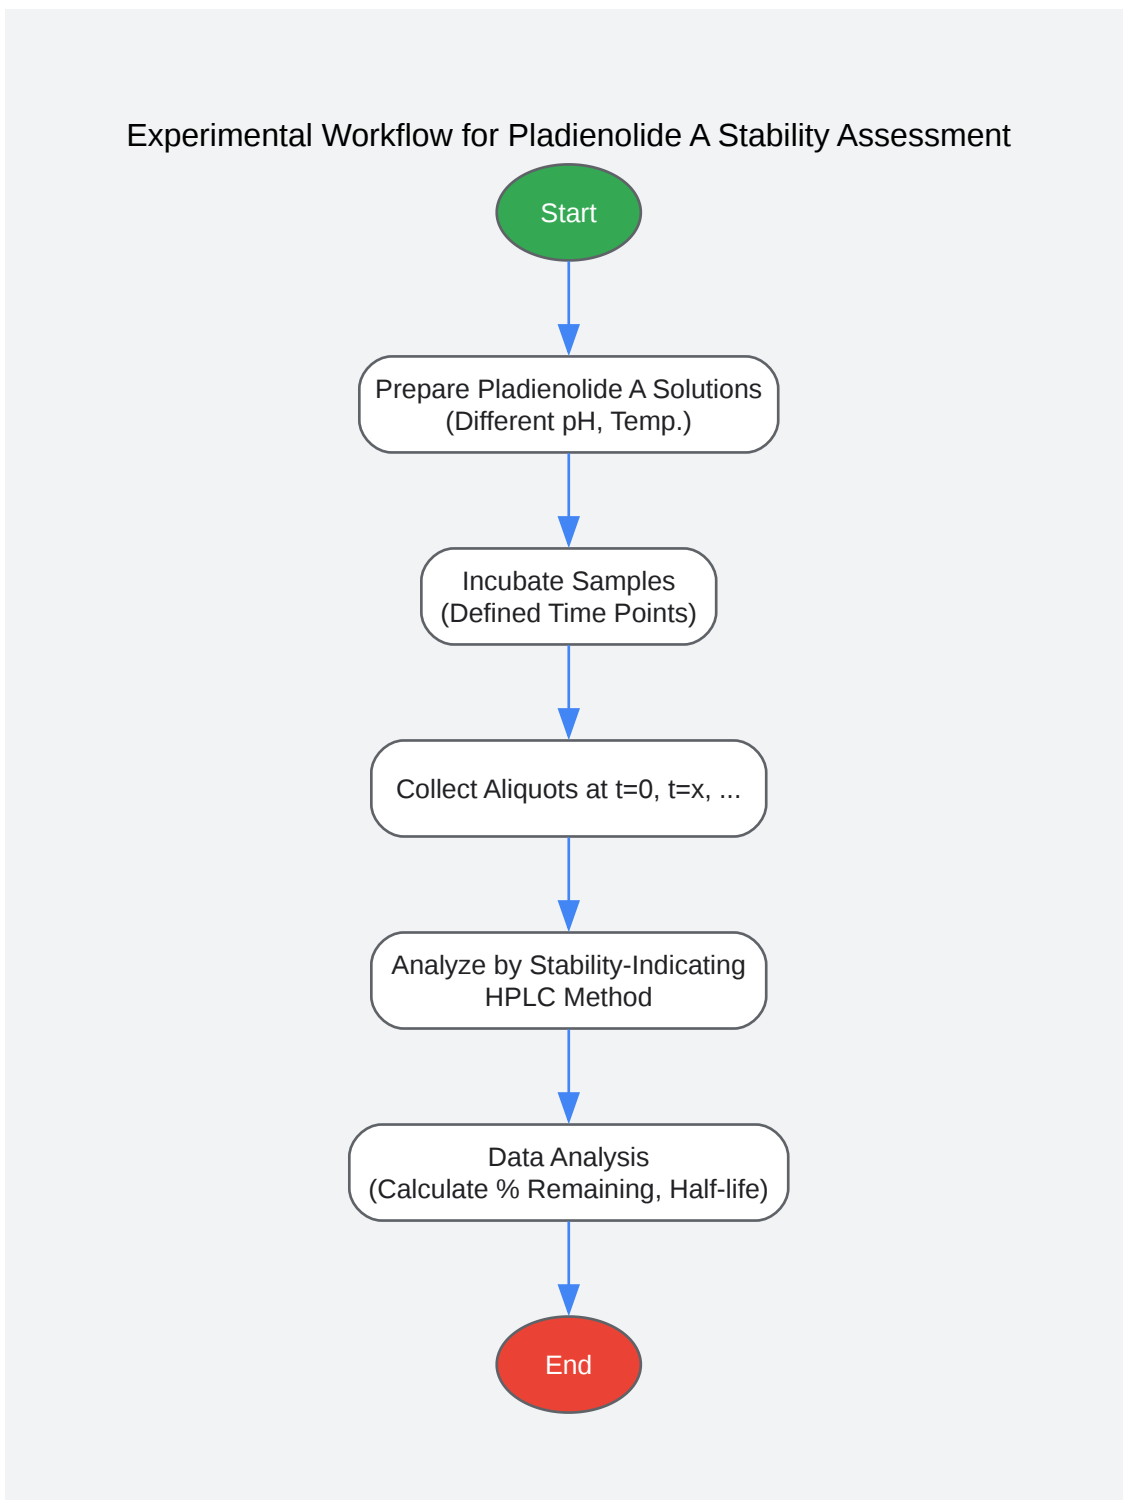 Experimental Workflow for Pladienolide A Stability Assessment
Start
Prepare Pladienolide A Solutions
(Different pH, Temp.)
Incubate Samples
(Defined Time Points)
Collect Aliquots at t=0, t=x, ...
Analyze by Stability-Indicating
HPLC Method
Data Analysis
(Calculate % Remaining, Half-life)
End